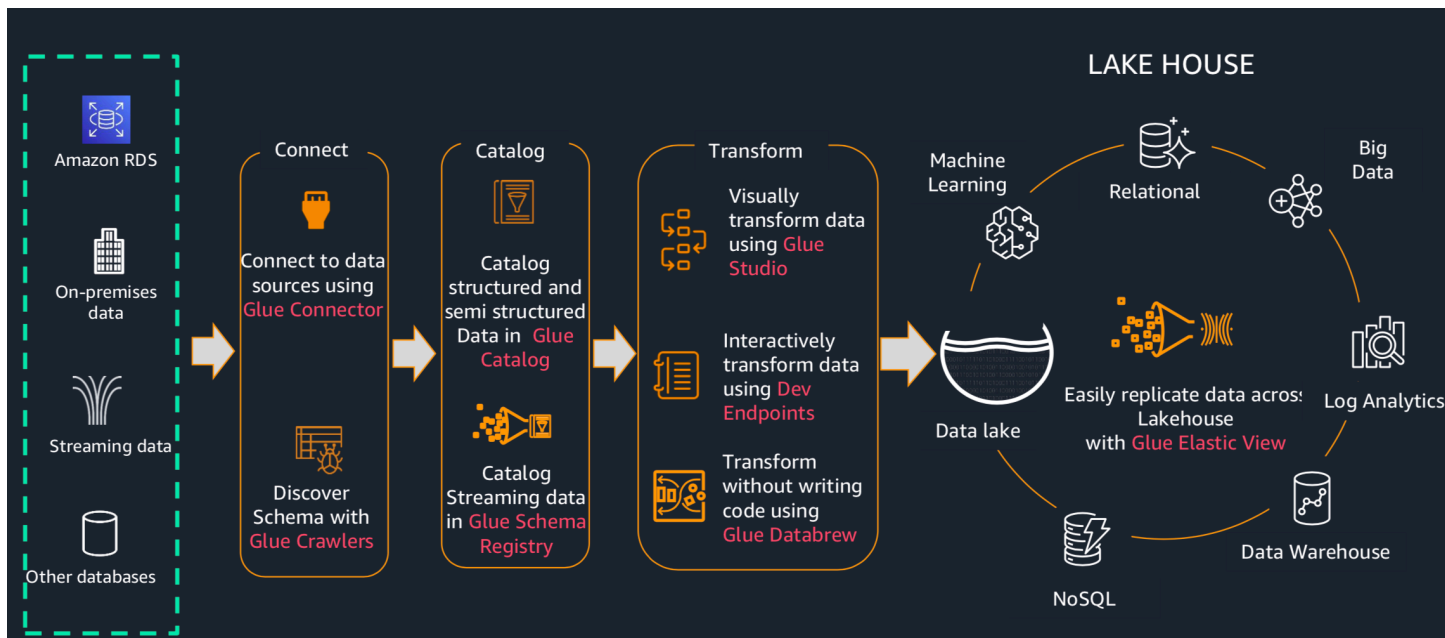 LAKE HOUSE
Amazon RDS
On-premises
data
Streaming data
Other databases
Connect
Connect to data
sources using
Glue Connector
Discover
Schema with
Glue Crawlers
Catalog
Catalog
structured and
semi structured
Data in Glue
Catalog
Catalog
Streaming data
in Glue Schema
Registry
Transform
Visually
transform data
using Glue
Studio
Interactively
transform data
using Dev
Endpoints
Transform
without writing
code using
Glue Databrew
Machine
Learning
Relational
Big
Data
Data lake
Easily replicate data across
Lakehouse
with Glue Elastic View
Log Analytics
Data Warehouse
NoSQL